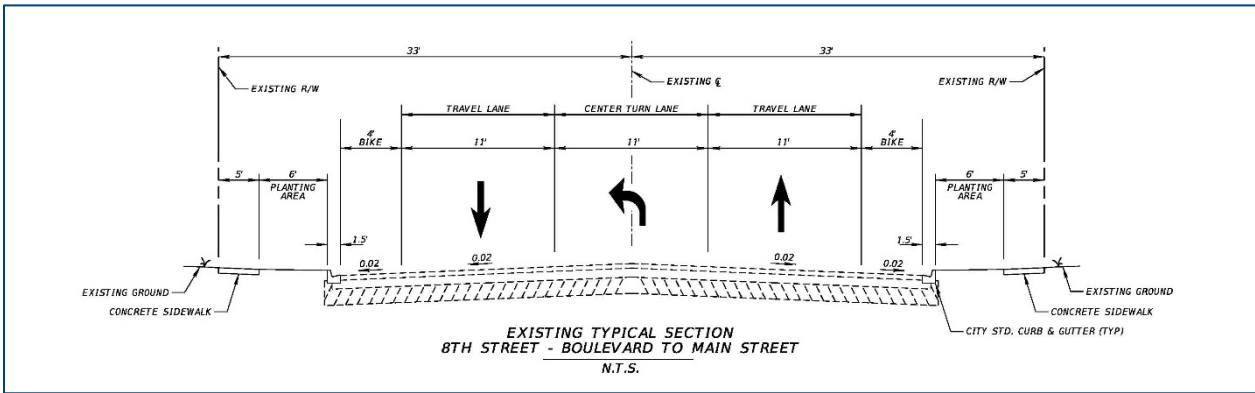 33' 33'
EXISTING R/W EXISTING ℄ EXISTING R/W
TRAVEL LANE CENTER TURN LANE TRAVEL LANE
4' 4'
BIKE 11' 11' 11' BIKE
5' 6' 6' 5'
PLANTING PLANTING
AREA AREA
1.5' 1.5'
0.02 0.02 0.02 0.02
EXISTING GROUND EXISTING GROUND
CONCRETE SIDEWALK CONCRETE SIDEWALK
CITY STD. CURB & GUTTER (TYP)
EXISTING TYPICAL SECTION
8TH STREET - BOULEVARD TO MAIN STREET
N.T.S.